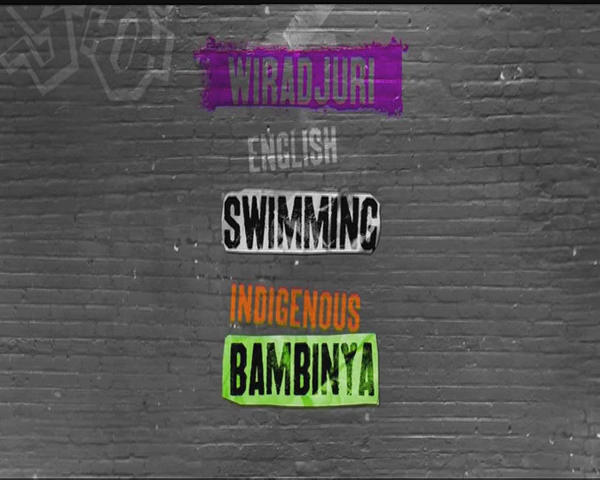 WIRADJURI
ENGLISH
SWIMMING
INDIGENOUS
BAMBINYA